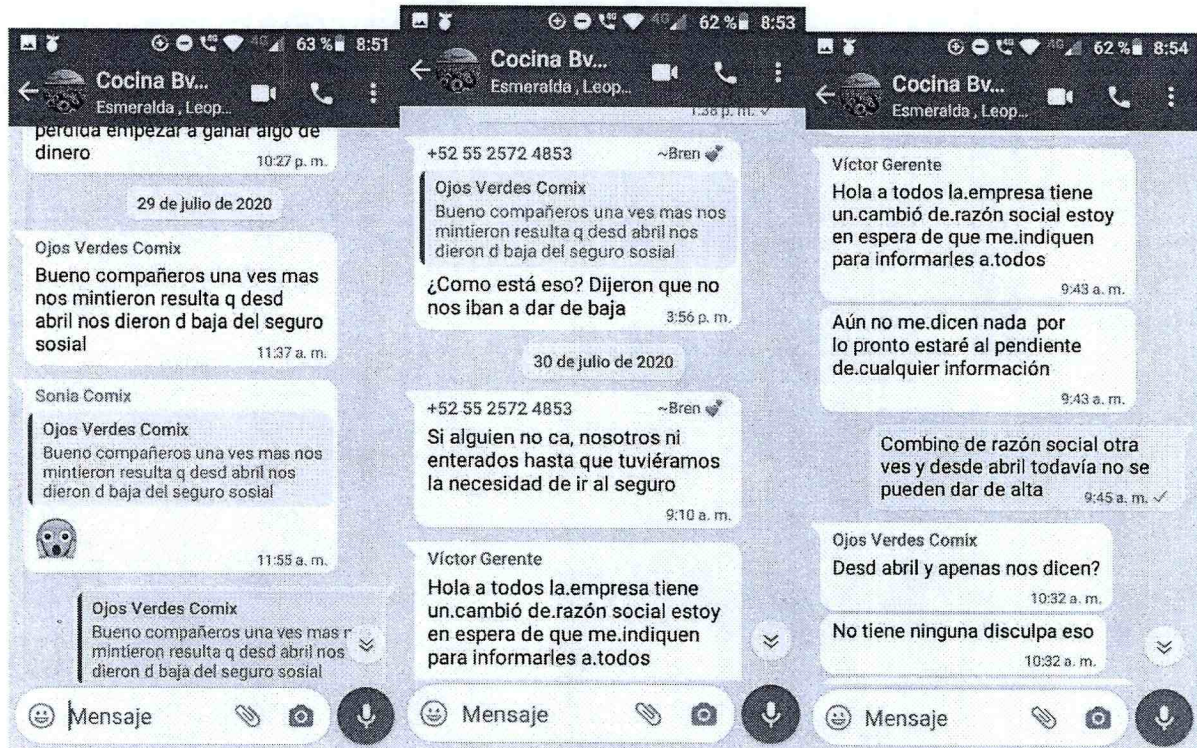 63 % 8:51
Cocina Bv...
Esmeralda , Leop...
perdida empezar a ganar algo de
dinero
10:27 p. m.
29 de julio de 2020
Ojos Verdes Comix
Bueno compañeros una ves mas
nos mintieron resulta q desd
abril nos dieron d baja del seguro
sosial
11:37 a. m.
Sonia Comix
Ojos Verdes Comix
Bueno compañeros una ves mas nos
mintieron resulta q desd abril nos
dieron d baja del seguro sosial
11:55 a. m.
Ojos Verdes Comix
Bueno compañeros una ves mas
mintieron resulta q desd abril nos
dieron d baja del seguro sosial
Mensaje
4G 62 % 8:53
Cocina Bv...
Esmeralda , Leop...
1:38 p. m.
+52 55 2572 4853 ~Bren
Ojos Verdes Comix
Bueno compañeros una ves mas nos
mintieron resulta q desd abril nos
dieron d baja del seguro sosial
¿Como está eso? Dijeron que no
nos iban a dar de baja
3:56 p. m.
30 de julio de 2020
+52 55 2572 4853 ~Bren
Si alguien no ca, nosotros ni
enterados hasta que tuviéramos
la necesidad de ir al seguro
9:10 a. m.
Víctor Gerente
Hola a todos la.empresa tiene
un.cambió de.razón social estoy
en espera de que me.indiquen
para informarles a.todos
Mensaje
4G 62 % 8:54
Cocina Bv...
Esmeralda , Leop...
Víctor Gerente
Hola a todos la.empresa tiene
un.cambió de.razón social estoy
en espera de que me.indiquen
para informarles a.todos
9:43 a. m.
Aún no me.dicen nada por
lo pronto estaré al pendiente
de.cualquier información
9:43 a. m.
Combino de razón social otra
ves y desde abril todavía no se
pueden dar de alta
9:45 a. m.
Ojos Verdes Comix
Desd abril y apenas nos dicen?
10:32 a. m.
No tiene ninguna disculpa eso
10:32 a. m.
Mensaje